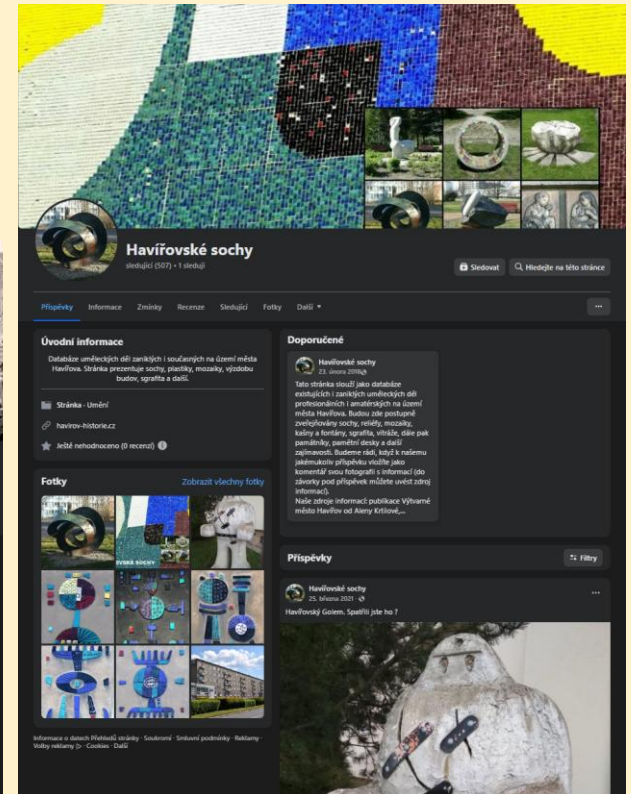 Havířovské sochy
sledující (507) • 1 sleduji
Sledovat
Hledejte na této stránce
Příspěvky Informace Zmínky Recenze Sledující Fotky Další
Úvodní informace
Databáze uměleckých děl zaniklých i současných na území města
Havířova. Stránka prezentuje sochy, plastiky, mozaiky, výzdobu
budov, sgrafita a další.
Stránka · Umění
havirov-historie.cz
Ještě nehodnoceno (0 recenzí)
Fotky
Zobrazit všechny fotky
Informace o datech Přehledů stránky · Soukromí · Smluvní podmínky · Reklamy ·
Volby reklamy · Cookies · Další
Doporučené
Havířovské sochy
23. února 2018
Tato stránka slouží jako databáze
existujících i zaniklých uměleckých děl
profesionálních i amatérských na území
města Havířova. Budou zde postupně
zveřejňovány sochy, reliéfy, mozaiky,
kašny a fontány, sgrafita, vitráže, dále pak
památníky, pamětní desky a další
zajímavosti. Budeme rádi, když k našemu
jakémukoliv příspěvku vložíte jako
komentář svou fotografii s informací (do
závorky pod příspěvek můžete uvést zdroj
informací).
Naše zdroje informací: publikace Výtvarné
město Havířov od Aleny
Příspěvky
Filtry
Havířovské sochy
25. března 2021
Havířovský Golem. Spatřili jste ho ?